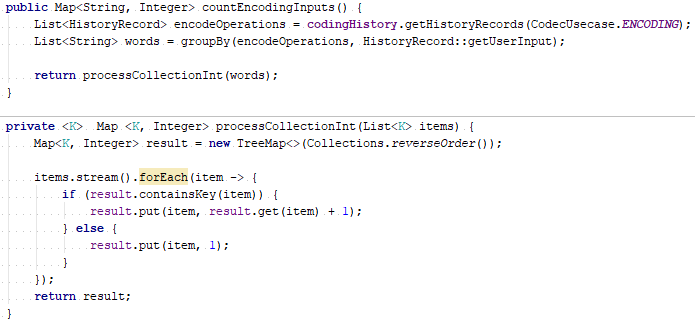 public Map<String, Integer> countEncodingInputs() {
    List<HistoryRecord> encodeOperations = codingHistory.getHistoryRecords(CodecUsecase.ENCODING);
    List<String> words = groupBy(encodeOperations, HistoryRecord::getUserInput);

    return processCollectionInt(words);
}

private <K>  Map <K, Integer> processCollectionInt(List<K> items) {
    Map<K, Integer> result = new TreeMap<>(Collections.reverseOrder());

    items.stream().forEach(item -> {
        if (result.containsKey(item)) {
            result.put(item, result.get(item) + 1);
        } else {
            result.put(item, 1);
        }
    });
    return result;
}